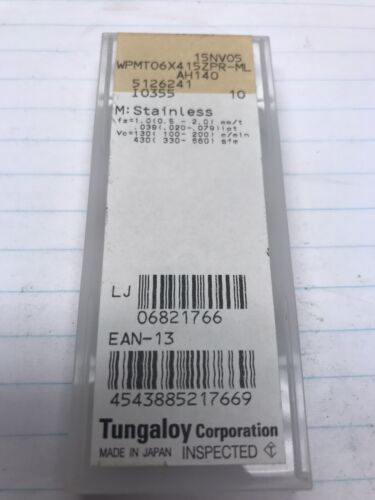 15NV05
WPMT06X415ZPR-ML
AH140
5126241
I0355 10
M:Stainless
fz=1.0(0.5 - 2.0) mm/t
.039(.020-.079)ipt
Vc=130( 100- 200) m/min
430( 330- 660) sfm
LJ
06821766
EAN-13
4543885217669
Tungaloy Corporation
MADE IN JAPAN INSPECTED